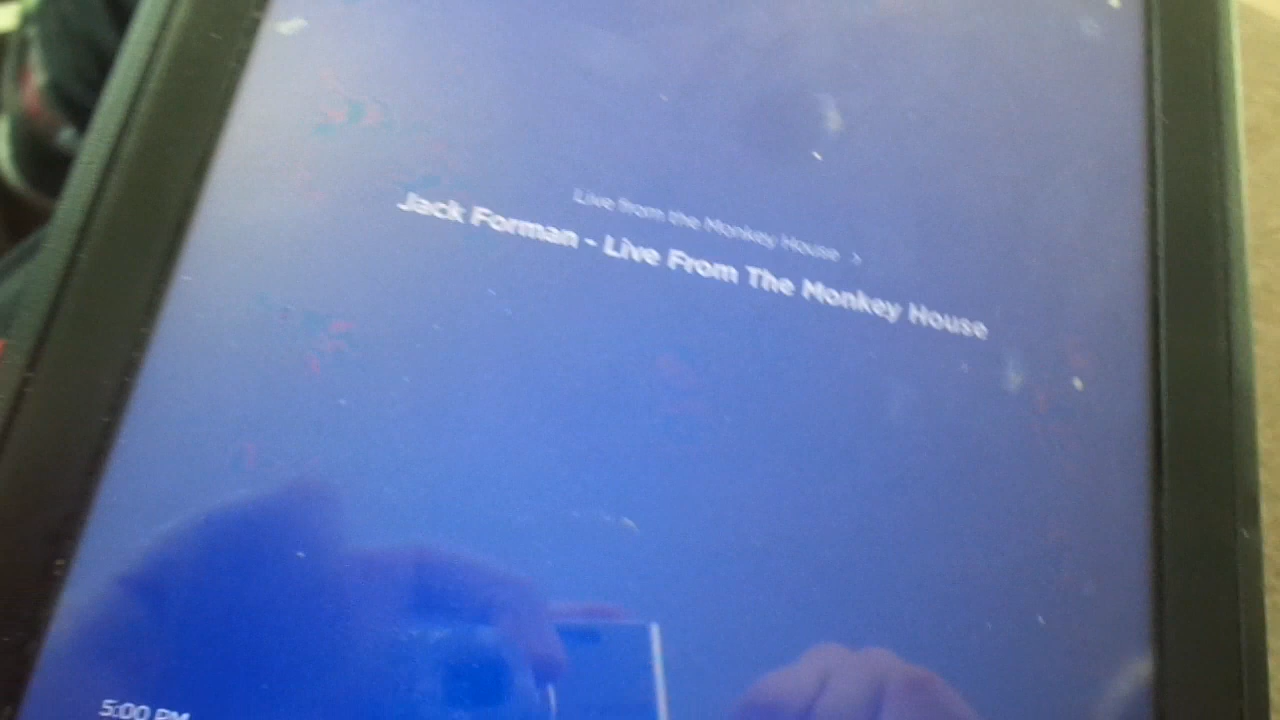 Live from the Monkey House >
Jack Forman - Live From The Monkey House
5:00 PM